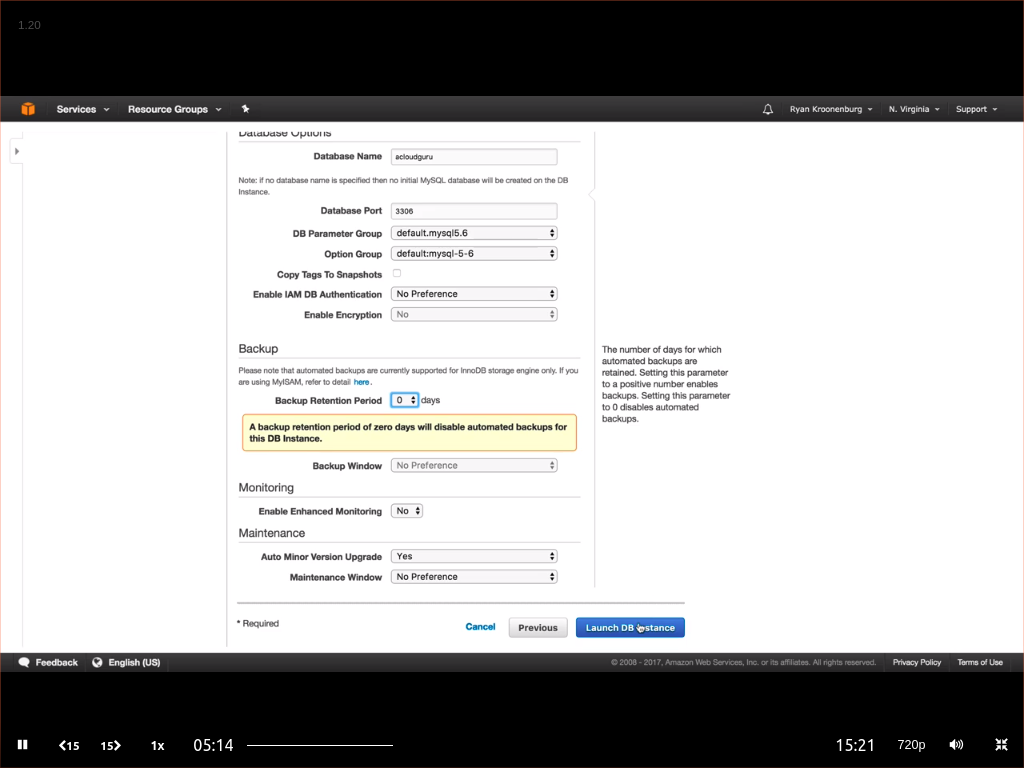 1.20
Services
Resource Groups
Ryan Kroonenburg
N. Virginia
Support
Database Options
Database Name
acloudguru
Note: if no database name is specified then no initial MySQL database will be created on the DB
Instance.
Database Port
3306
DB Parameter Group
default.mysql5.6
Option Group
default:mysql-5-6
Copy Tags To Snapshots
Enable IAM DB Authentication
No Preference
Enable Encryption
No
Backup
Please note that automated backups are currently supported for InnoDB storage engine only. If you
are using MyISAM, refer to detail here.
Backup Retention Period
0
days
A backup retention period of zero days will disable automated backups for
this DB Instance.
Backup Window
No Preference
The number of days for which
automated backups are
retained. Setting this parameter
to a positive number enables
backups. Setting this parameter
to 0 disables automated
backups.
Monitoring
Enable Enhanced Monitoring
No
Maintenance
Auto Minor Version Upgrade
Yes
Maintenance Window
No Preference
* Required
Cancel
Previous
Launch DB Instance
Feedback
English (US)
© 2008 - 2017, Amazon Web Services, Inc. or its affiliates. All rights reserved.
Privacy Policy
Terms of Use
15
15
1x
05:14
15:21
720p